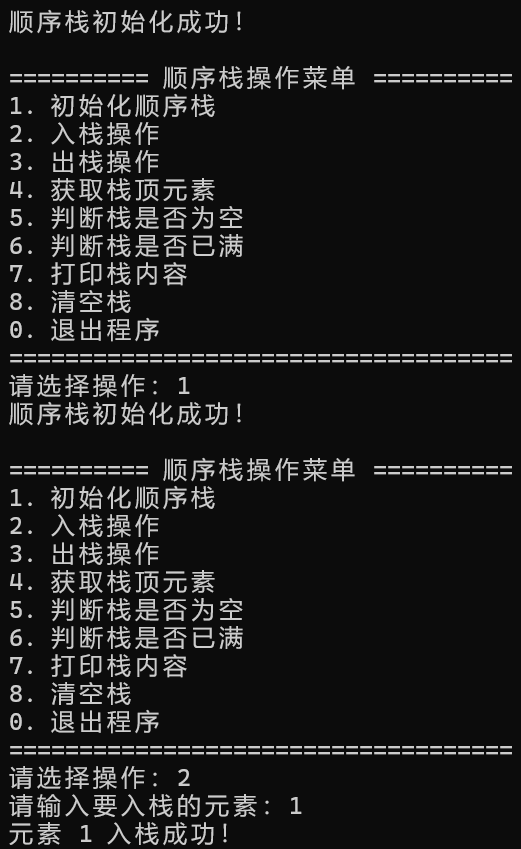 顺序栈初始化成功!
========== 顺序栈操作菜单 ==========
1. 初始化顺序栈
2. 入栈操作
3. 出栈操作
4. 获取栈顶元素
5. 判断栈是否为空
6. 判断栈是否已满
7. 打印栈内容
8. 清空栈
0. 退出程序
====================================
请选择操作: 1
顺序栈初始化成功!
========== 顺序栈操作菜单 ==========
1. 初始化顺序栈
2. 入栈操作
3. 出栈操作
4. 获取栈顶元素
5. 判断栈是否为空
6. 判断栈是否已满
7. 打印栈内容
8. 清空栈
0. 退出程序
====================================
请选择操作: 2
请输入要入栈的元素: 1
元素 1 入栈成功!